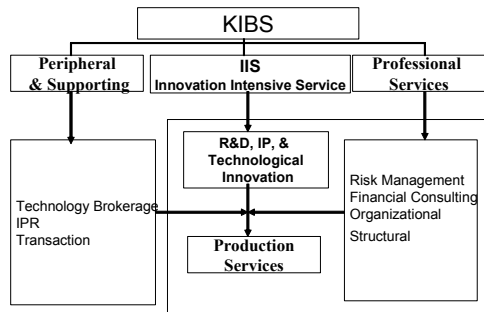 KIBS
Peripheral
& Supporting
IIS
Innovation Intensive Service
Professional
Services
R&D, IP, &
Technological
Innovation
Technology Brokerage
IPR
Transaction
Risk Management
Financial Consulting
Organizational
Structural
Production
Services